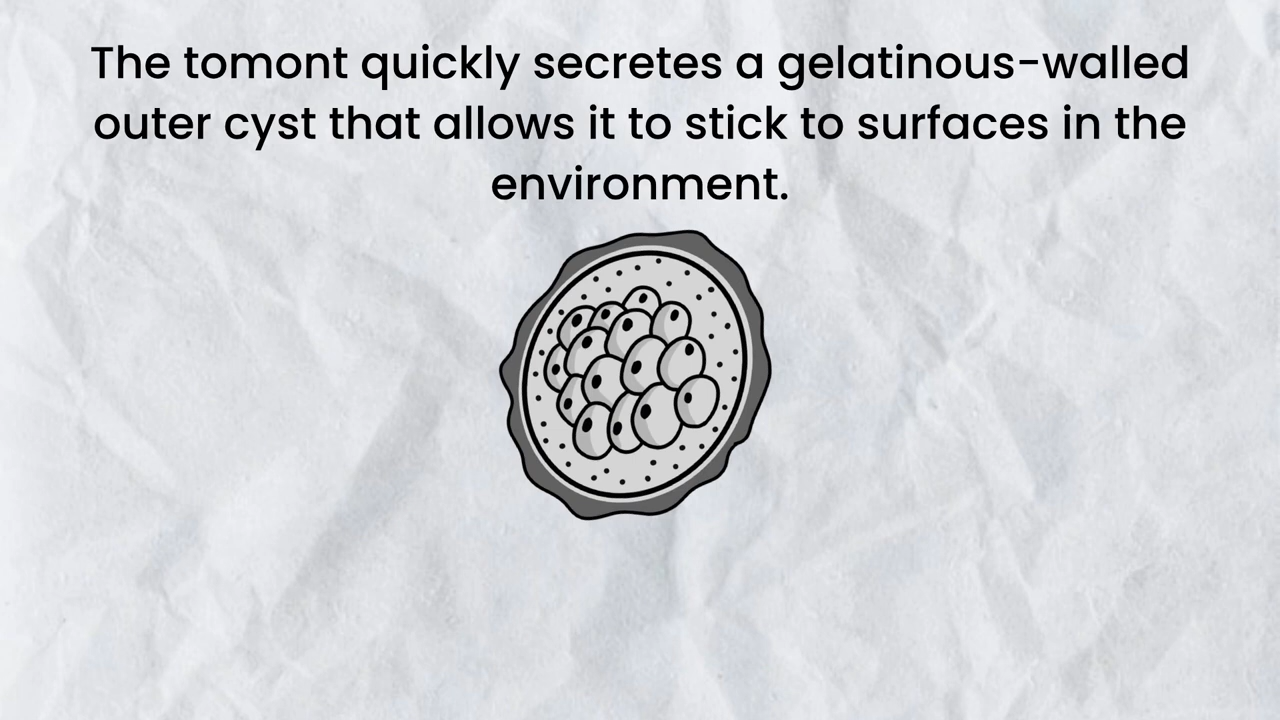 The tomont quickly secretes a gelatinous-walled
outer cyst that allows it to stick to surfaces in the
environment.